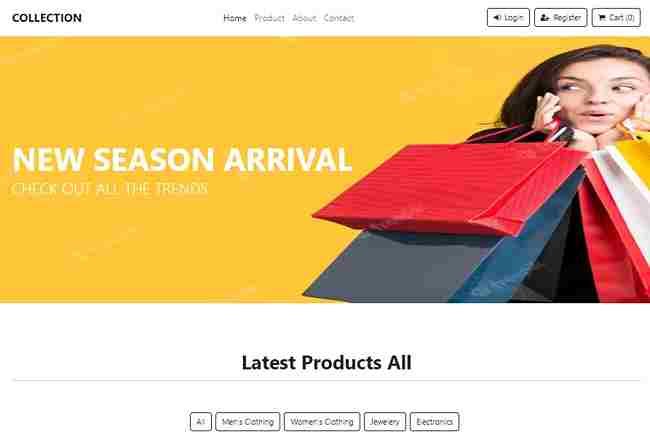 COLLECTION
Home Product About Contact
Login Register Cart (0)
NEW SEASON ARRIVAL
CHECK OUT ALL THE TRENDS
Latest Products All
All Men's Clothing Women's Clothing Jewelery Electronics